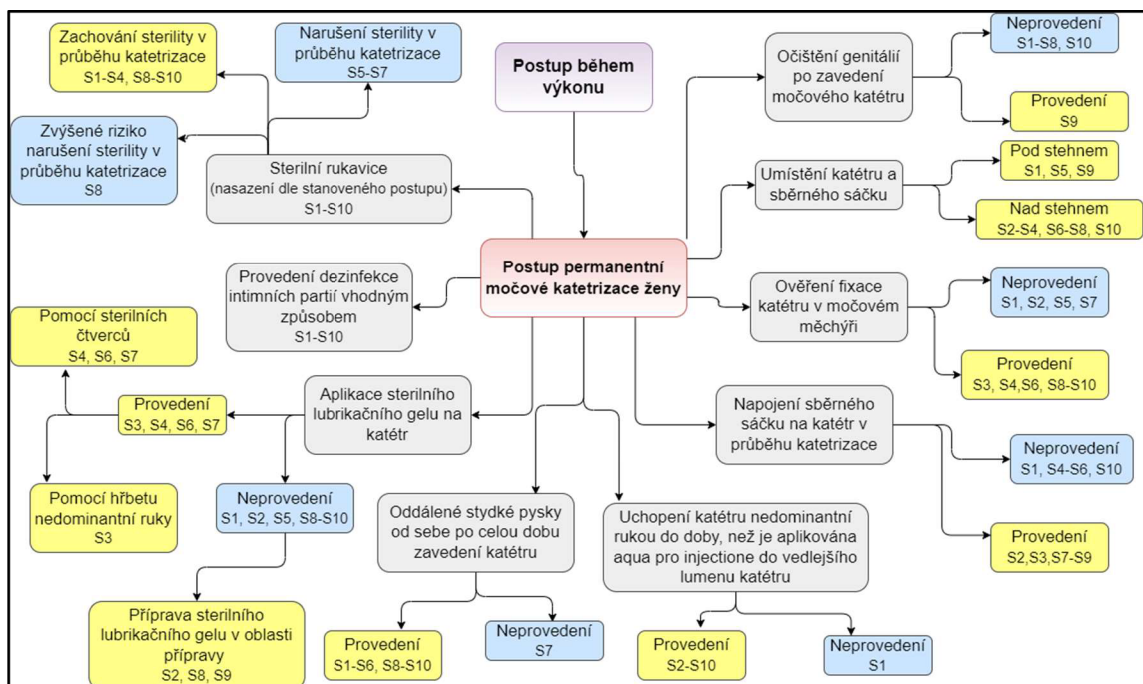 Postup během
výkonu
Postup permanentní
močové katetrizace ženy
Zachování sterility v
průběhu katetrizace
S1-S4, S8-S10
Narušení sterility v
průběhu katetrizace
S5-S7
Zvýšené riziko
narušení sterility v
průběhu katetrizace
S8
Sterilní rukavice
(nasazení dle stanoveného postupu)
S1-S10
Provedení dezinfekce
intimních partií vhodným
způsobem
S1-S10
Pomocí sterilních
čtverců
S4, S6, S7
Provedení
S3, S4, S6, S7
Aplikace sterilního
lubrikačního gelu na
katétr
Pomocí hřbetu
nedominantní ruky
S3
Neprovedení
S1, S2, S5, S8-S10
Příprava sterilního
lubrikačního gelu v oblasti
přípravy
S2, S8, S9
Oddálené stydké pysky
od sebe po celou dobu
zavedení katétru
Provedení
S1-S6, S8-S10
Neprovedení
S7
Uchopení katétru nedominantní
rukou do doby, než je aplikována
aqua pro injectione do vedlejšího
lumenu katétru
Provedení
S2-S10
Neprovedení
S1
Očištění genitálií
po zavedení
močového katétru
Neprovedení
S1-S8, S10
Provedení
S9
Umístění katétru a
sběrného sáčku
Pod stehnem
S1, S5, S9
Nad stehnem
S2-S4, S6-S8, S10
Ověření fixace
katétru v močovém
měchýři
Neprovedení
S1, S2, S5, S7
Provedení
S3, S4,S6, S8-S10
Napojení sběrného
sáčku na katétr v
průběhu katetrizace
Neprovedení
S1, S4-S6, S10
Provedení
S2,S3,S7-S9